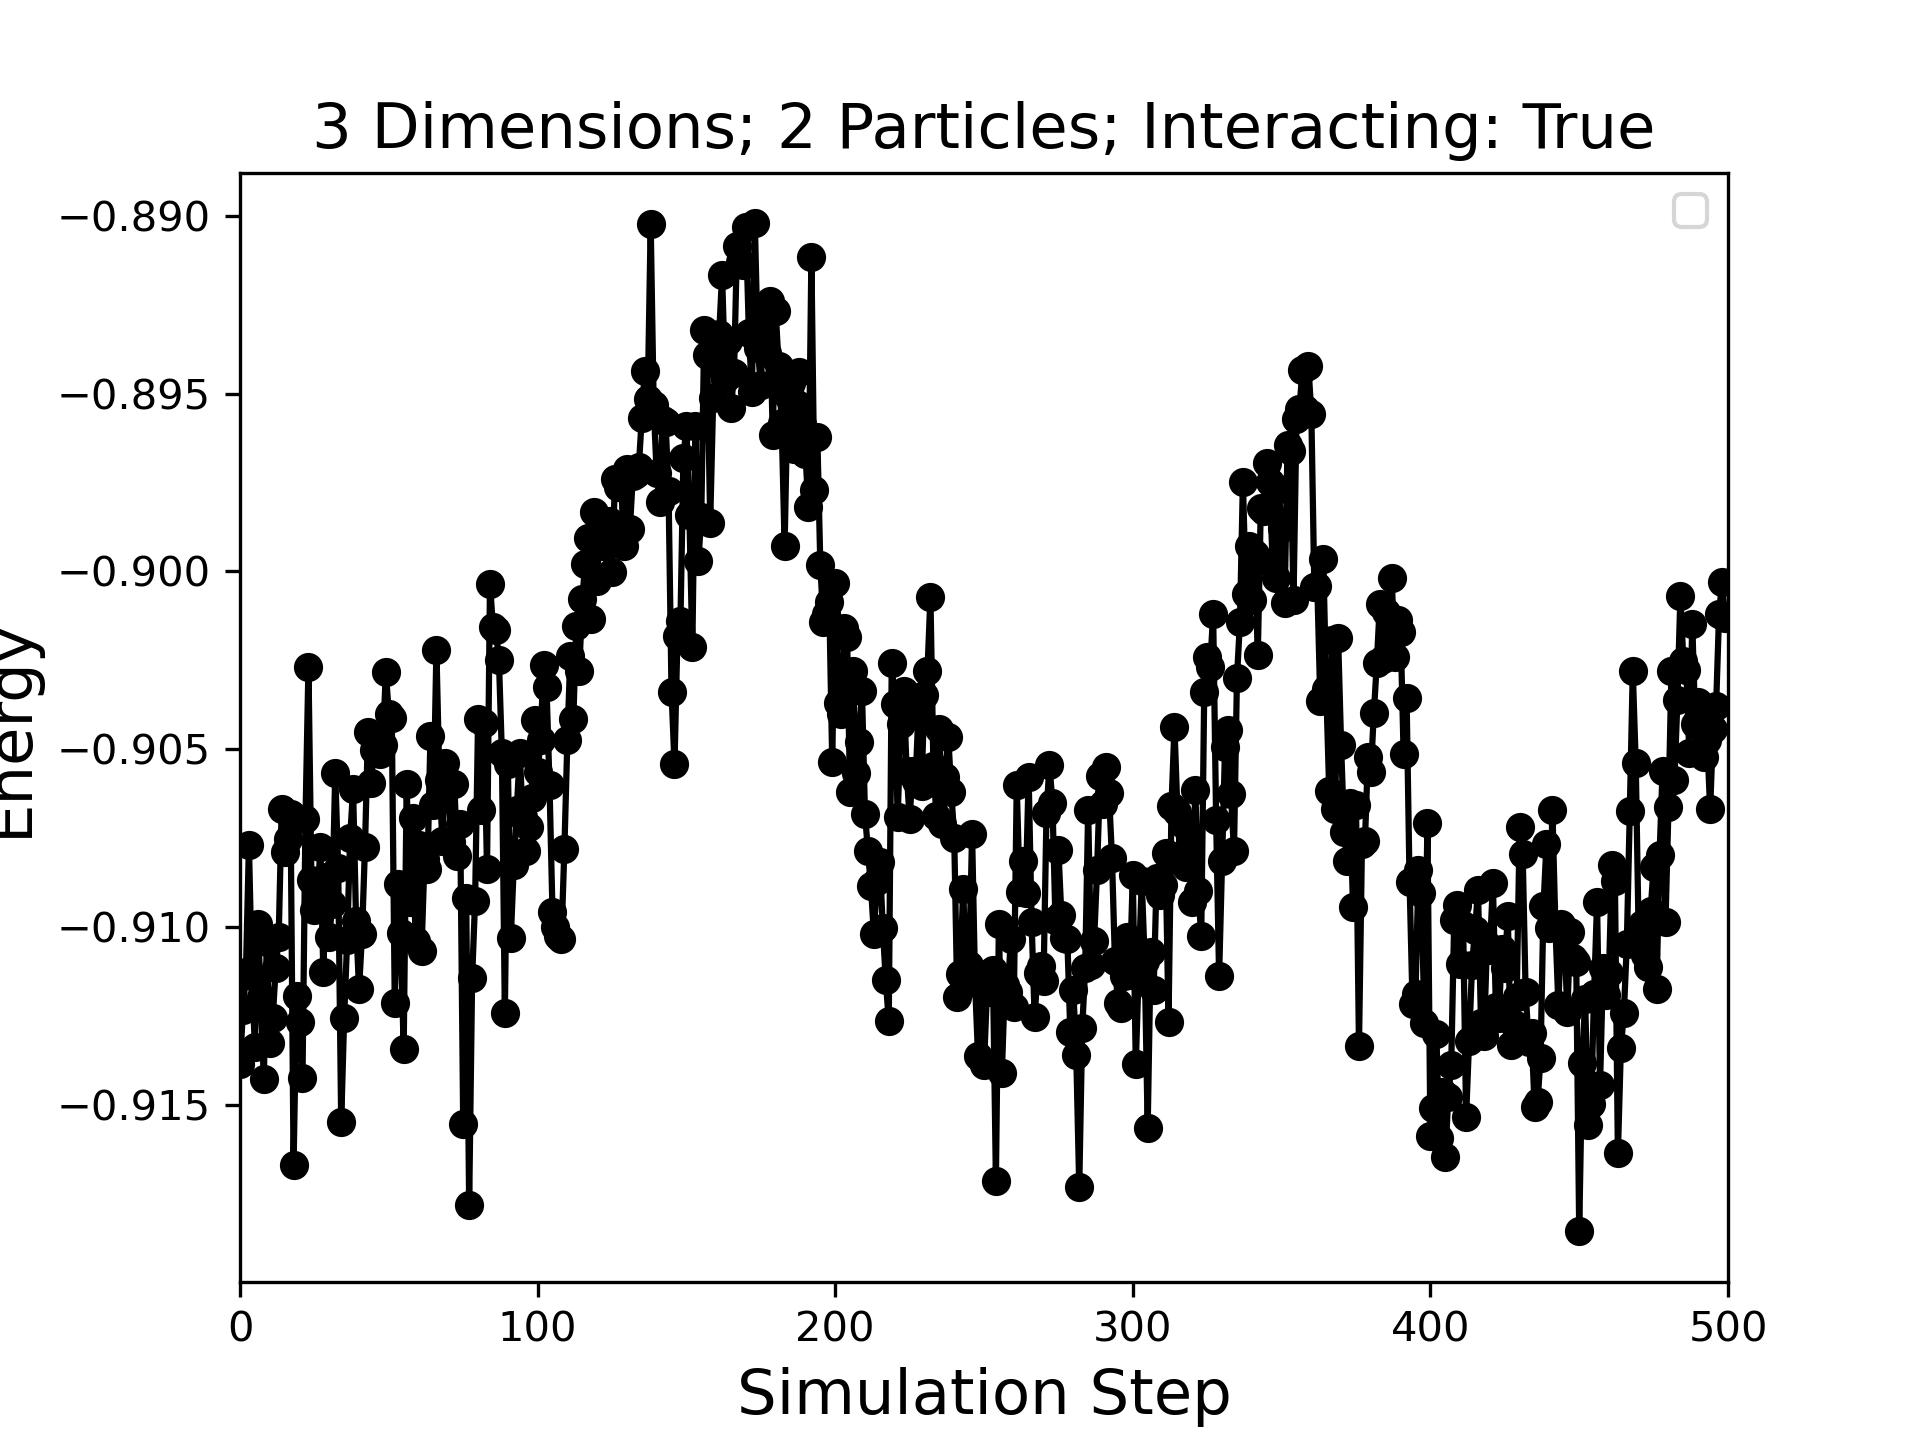 3 Dimensions; 2 Particles; Interacting: True
−0.890
−0.895
−0.900
−0.905
−0.910
−0.915
Energy
0 100 200 300 400 500
Simulation Step